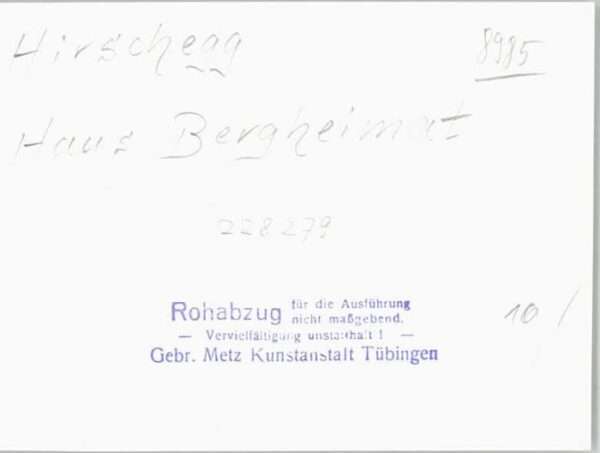 Hirschegg
8985
Haus Bergheimat
228279
Rohabzug für die Ausführung nicht maßgebend.
— Vervielfältigung unstatthaft! —
Gebr. Metz Kunstanstalt Tübingen
10 /